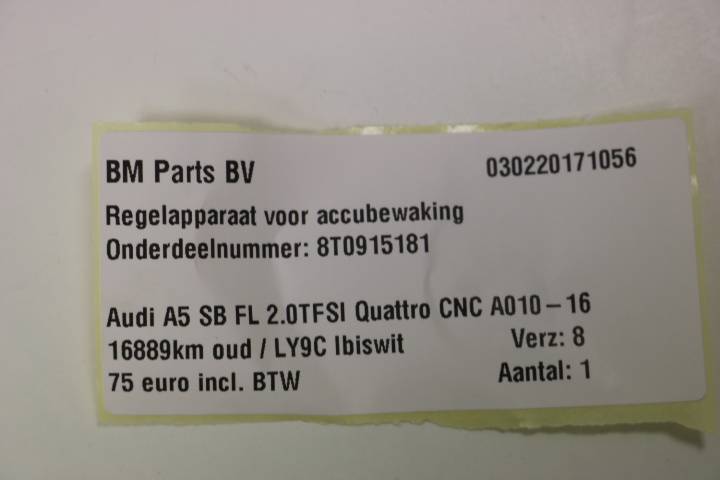 BM Parts BV 030220171056
Regelapparaat voor accubewaking
Onderdeelnummer: 8T0915181
Audi A5 SB FL 2.0TFSI Quattro CNC A010-16
16889km oud / LY9C Ibiswit Verz: 8
75 euro incl. BTW Aantal: 1